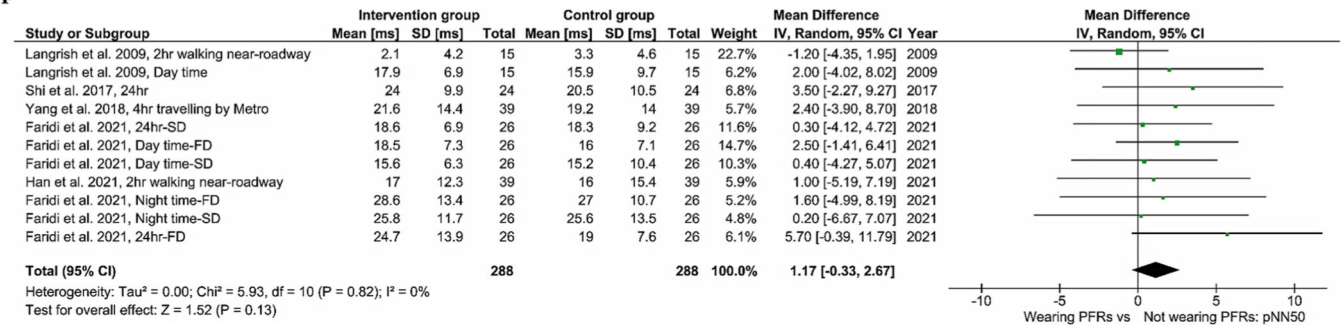 Intervention group Control group Mean Difference Mean Difference
Study or Subgroup Mean [ms] SD [ms] Total Mean [ms] SD [ms] Total Weight IV, Random, 95% CI Year IV, Random, 95% CI
Langrish et al. 2009, 2hr walking near-roadway 2.1 4.2 15 3.3 4.6 15 22.7% -1.20 [-4.35, 1.95] 2009
Langrish et al. 2009, Day time 17.9 6.9 15 15.9 9.7 15 6.2% 2.00 [-4.02, 8.02] 2009
Shi et al. 2017, 24hr 24 9.9 24 20.5 10.5 24 6.8% 3.50 [-2.27, 9.27] 2017
Yang et al. 2018, 4hr travelling by Metro 21.6 14.4 39 19.2 14 39 5.7% 2.40 [-3.90, 8.70] 2018
Faridi et al. 2021, 24hr-SD 18.6 6.9 26 18.3 9.2 26 11.6% 0.30 [-4.12, 4.72] 2021
Faridi et al. 2021, Day time-FD 18.5 7.3 26 16 7.1 26 14.7% 2.50 [-1.41, 6.41] 2021
Faridi et al. 2021, Day time-SD 15.6 6.3 26 15.2 10.4 26 10.3% 0.40 [-4.27, 5.07] 2021
Han et al. 2021, 2hr walking near-roadway 17 12.3 39 16 15.4 39 5.9% 1.00 [-5.19, 7.19] 2021
Faridi et al. 2021, Night time-FD 28.6 13.4 26 27 10.7 26 5.2% 1.60 [-4.99, 8.19] 2021
Faridi et al. 2021, Night time-SD 25.8 11.7 26 25.6 13.5 26 4.8% 0.20 [-6.67, 7.07] 2021
Faridi et al. 2021, 24hr-FD 24.7 13.9 26 19 7.6 26 6.1% 5.70 [-0.39, 11.79] 2021
Total (95% CI) 288 288 100.0% 1.17 [-0.33, 2.67]
Heterogeneity: Tau² = 0.00; Chi² = 5.93, df = 10 (P = 0.82); I² = 0%
Test for overall effect: Z = 1.52 (P = 0.13)
-10 -5 0 5 10
Wearing PFRs vs Not wearing PFRs: pNN50